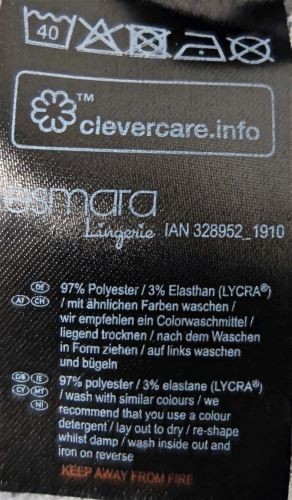 40
™
clevercare.info
esmara
Lingerie IAN 328952_1910
DE AT CH
97% Polyester / 3% Elasthan (LYCRA®)
/ mit ähnlichen Farben waschen /
wir empfehlen ein Colorwaschmittel /
liegend trocknen / nach dem Waschen
in Form ziehen / auf links waschen
und bügeln
GB IE CY MT NI
97% polyester / 3% elastane (LYCRA®)
/ wash with similar colours / we
recommend that you use a colour
detergent / lay out to dry / re-shape
whilst damp / wash inside out and
iron on reverse
KEEP AWAY FROM FIRE